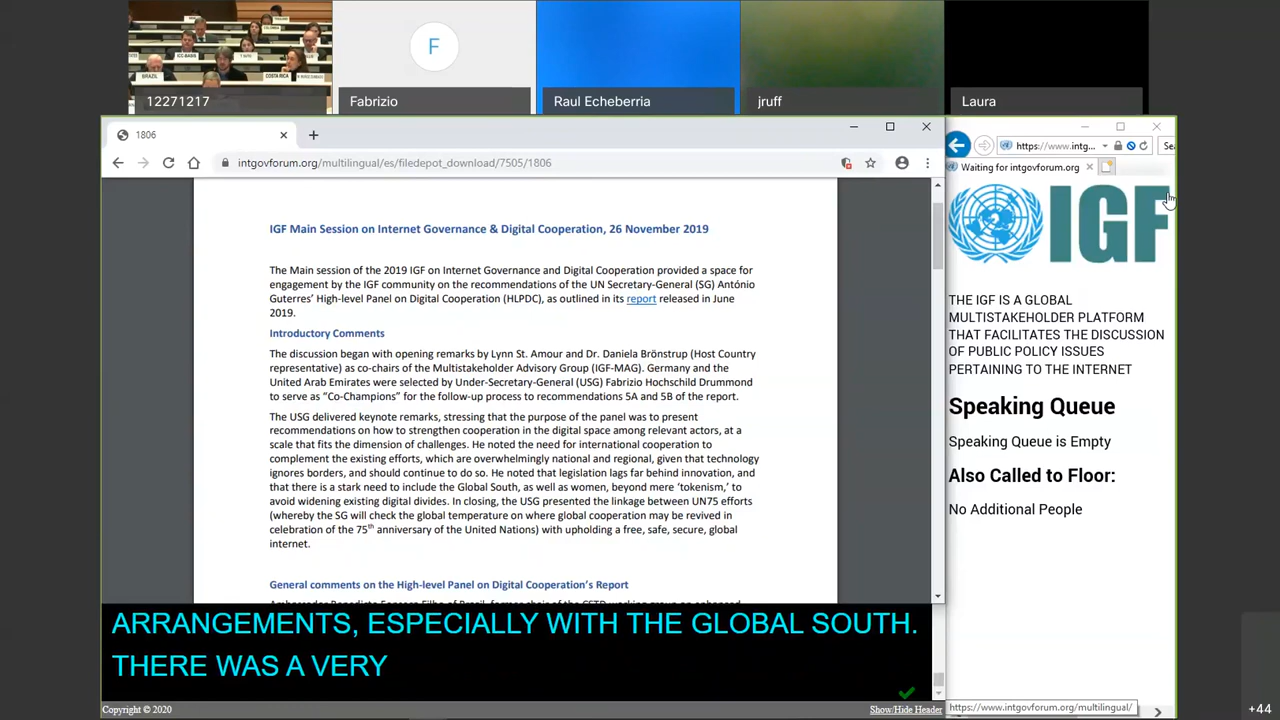 BRAZIL
ICC BASIS
COSTA RICA
12271217
F
Fabrizio
Raul Echeberria
jruff
Laura
1806
intgovforum.org/multilingual/es/filedepot_download/7505/1806
IGF Main Session on Internet Governance & Digital Cooperation, 26 November 2019
The Main session of the 2019 IGF on Internet Governance and Digital Cooperation provided a space for
engagement by the IGF community on the recommendations of the UN Secretary-General (SG) António
Guterres’ High-level Panel on Digital Cooperation (HLPDC), as outlined in its report released in June
2019.
Introductory Comments
The discussion began with opening remarks by Lynn St. Amour and Dr. Daniela Brönstrup (Host Country
representative) as co-chairs of the Multistakeholder Advisory Group (IGF-MAG). Germany and the
United Arab Emirates were selected by Under-Secretary-General (USG) Fabrizio Hochschild Drummond
to serve as “Co-Champions” for the follow-up process to recommendations 5A and 5B of the report.
The USG delivered keynote remarks, stressing that the purpose of the panel was to present
recommendations on how to strengthen cooperation in the digital space among relevant actors, at a
scale that fits the dimension of challenges. He noted the need for international cooperation to
complement the existing efforts, which are overwhelmingly national and regional, given that technology
ignores borders, and should continue to do so. He noted that legislation lags far behind innovation, and
that there is a stark need to include the Global South, as well as women, beyond mere ‘tokenism,’ to
avoid widening existing digital divides. In closing, the USG presented the linkage between UN75 efforts
(whereby the SG will check the global temperature on where global cooperation may be revived in
celebration of the 75th anniversary of the United Nations) with upholding a free, safe, secure, global
internet.
General comments on the High-level Panel on Digital Cooperation’s Report
ARRANGEMENTS, ESPECIALLY WITH THE GLOBAL SOUTH.
THERE WAS A VERY
Copyright © 2020
Show/Hide Header
https://www.intg...
Sea
Waiting for intgovforum.org
IGF
THE IGF IS A GLOBAL
MULTISTAKEHOLDER PLATFORM
THAT FACILITATES THE DISCUSSION
OF PUBLIC POLICY ISSUES
PERTAINING TO THE INTERNET
Speaking Queue
Speaking Queue is Empty
Also Called to Floor:
No Additional People
https://www.intgovforum.org/multilingual/
+44